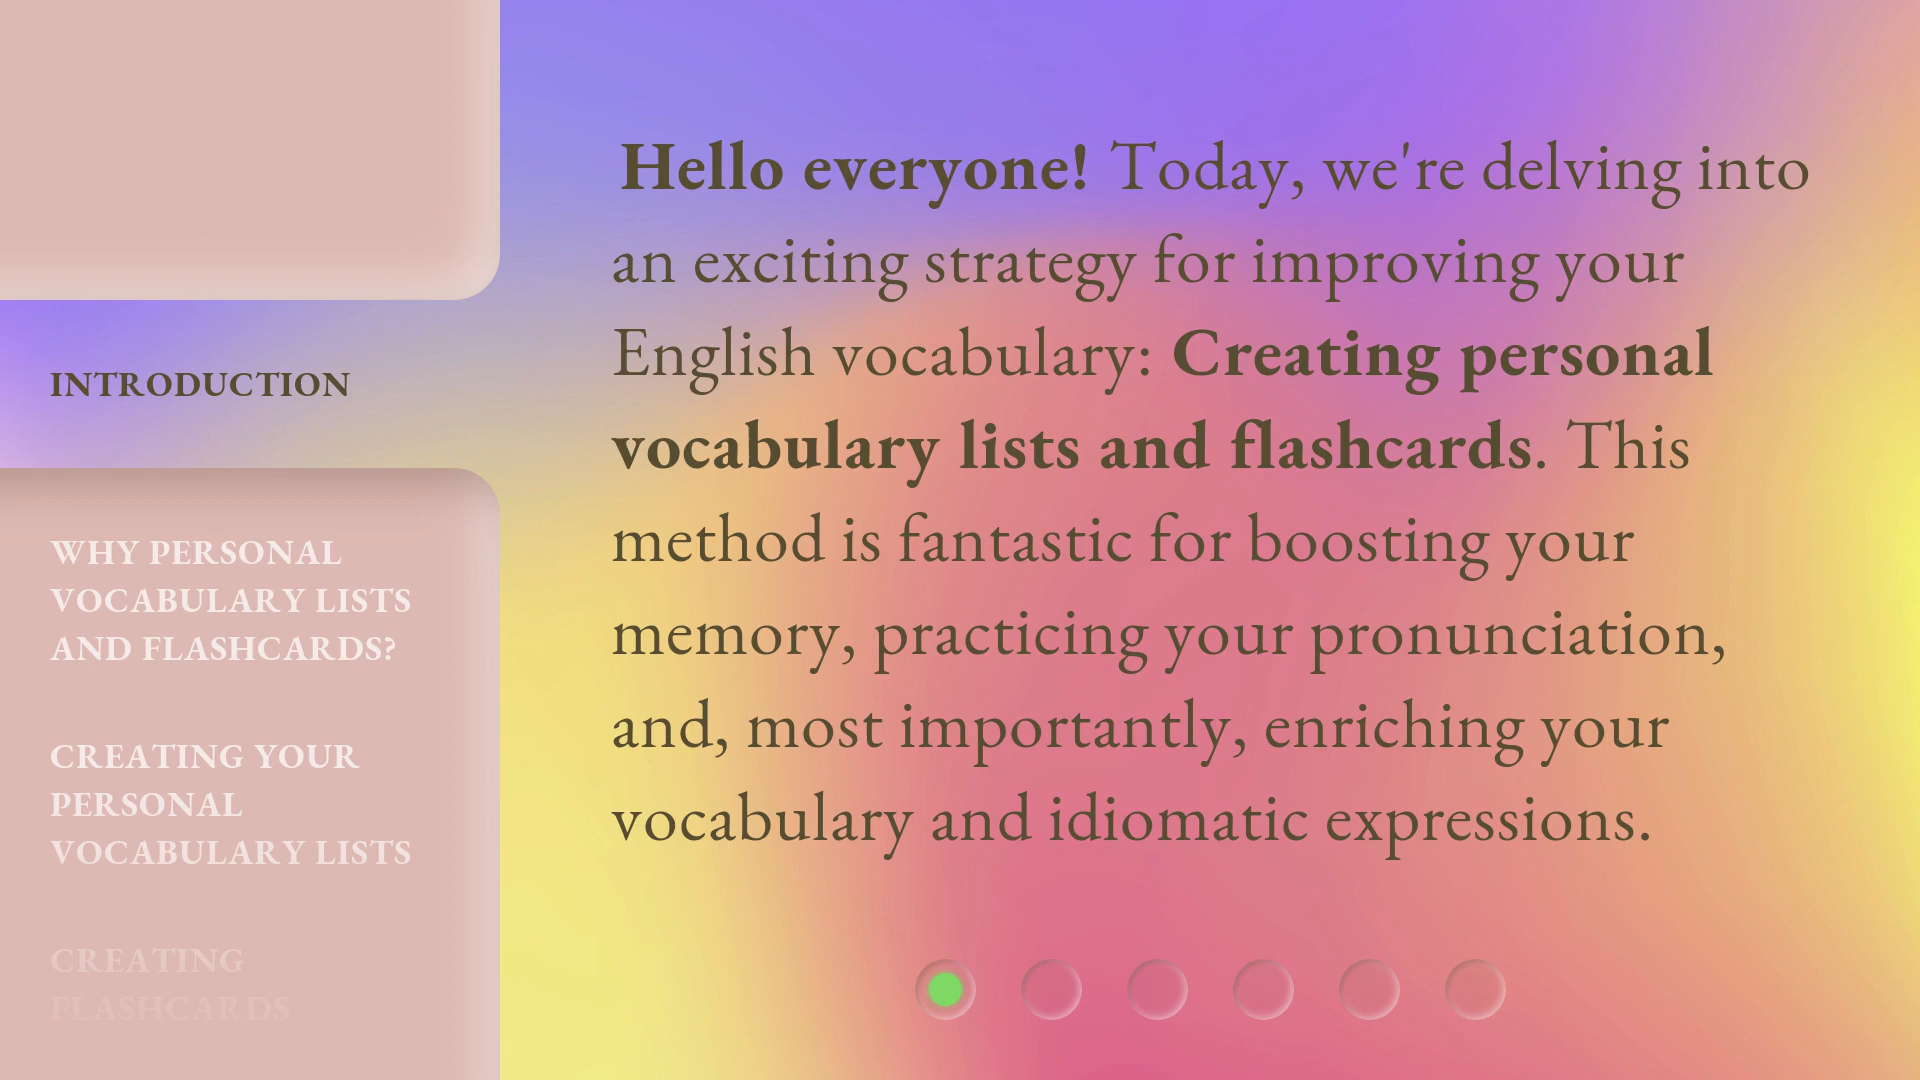 INTRODUCTION
WHY PERSONAL
VOCABULARY LISTS
AND FLASHCARDS?
CREATING YOUR
PERSONAL
VOCABULARY LISTS
CREATING
FLASHCARDS
Hello everyone! Today, we're delving into
an exciting strategy for improving your
English vocabulary: Creating personal
vocabulary lists and flashcards. This
method is fantastic for boosting your
memory, practicing your pronunciation,
and, most importantly, enriching your
vocabulary and idiomatic expressions.